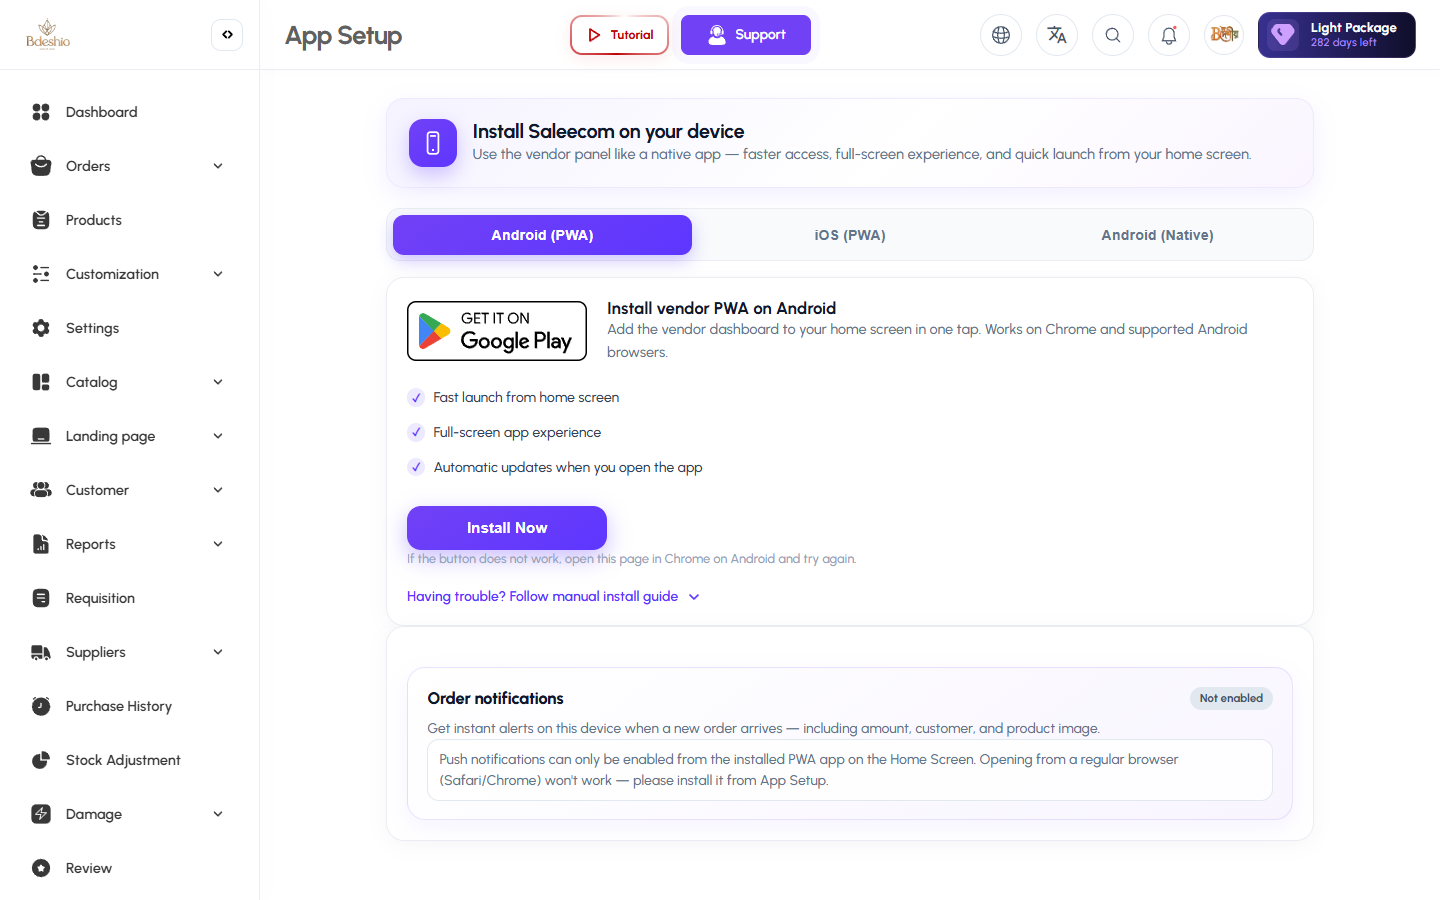 Bdeshio
App Setup
Tutorial
Support
Light Package
282 days left
Dashboard
Orders
Products
Customization
Settings
Catalog
Landing page
Customer
Reports
Requisition
Suppliers
Purchase History
Stock Adjustment
Damage
Review
Install Saleecom on your device
Use the vendor panel like a native app — faster access, full-screen experience, and quick launch from your home screen.
Android (PWA)
iOS (PWA)
Android (Native)
GET IT ON
Google Play
Install vendor PWA on Android
Add the vendor dashboard to your home screen in one tap. Works on Chrome and supported Android
browsers.
Fast launch from home screen
Full-screen app experience
Automatic updates when you open the app
Install Now
If the button does not work, open this page in Chrome on Android and try again.
Having trouble? Follow manual install guide
Order notifications
Not enabled
Get instant alerts on this device when a new order arrives — including amount, customer, and product image.
Push notifications can only be enabled from the installed PWA app on the Home Screen. Opening from a regular browser
(Safari/Chrome) won't work — please install it from App Setup.